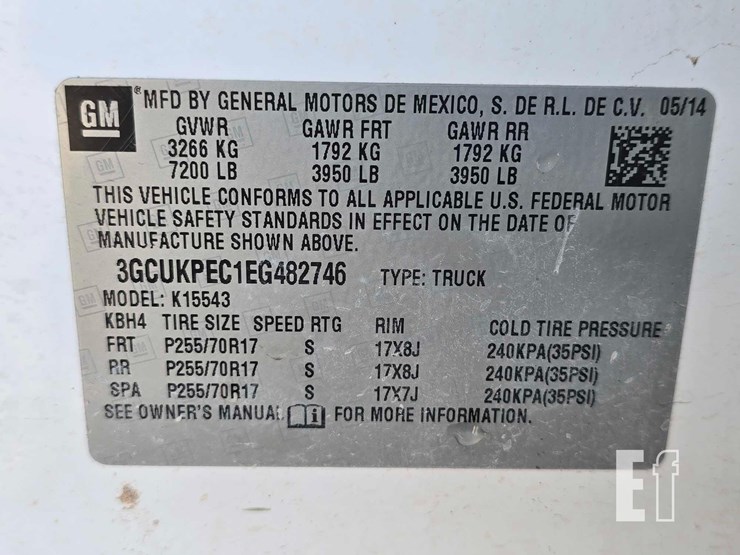 GM ® MFD BY GENERAL MOTORS DE MEXICO, S. DE R.L. DE C.V. 05/14
GVWR GAWR FRT GAWR RR
3266 KG 1792 KG 1792 KG
7200 LB 3950 LB 3950 LB
THIS VEHICLE CONFORMS TO ALL APPLICABLE U.S. FEDERAL MOTOR
VEHICLE SAFETY STANDARDS IN EFFECT ON THE DATE OF
MANUFACTURE SHOWN ABOVE.
3GCUKPEC1EG482746 TYPE: TRUCK
MODEL: K15543
KBH4 TIRE SIZE SPEED RTG RIM COLD TIRE PRESSURE
FRT P255/70R17 S 17X8J 240KPA(35PSI)
RR P255/70R17 S 17X8J 240KPA(35PSI)
SPA P255/70R17 S 17X7J 240KPA(35PSI)
SEE OWNER'S MANUAL i FOR MORE INFORMATION.
Ef